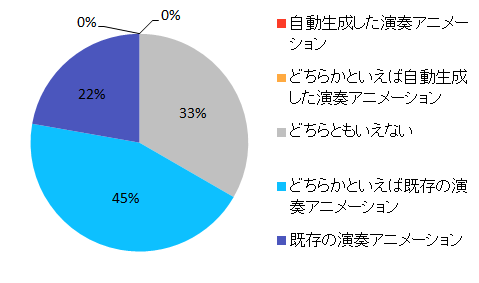 0%
0%
22%
33%
45%
自動生成した演奏アニメー
ション
どちらかといえば自動生成
した演奏アニメーション
どちらともいえない
どちらかといえば既存の演
奏アニメーション
既存の演奏アニメーション